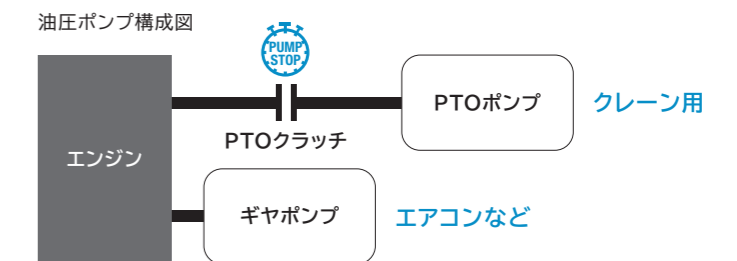 油圧ポンプ構成図
PUMP
STOP
PTOポンプ
クレーン用
PTOクラッチ
エンジン
ギヤポンプ
エアコンなど